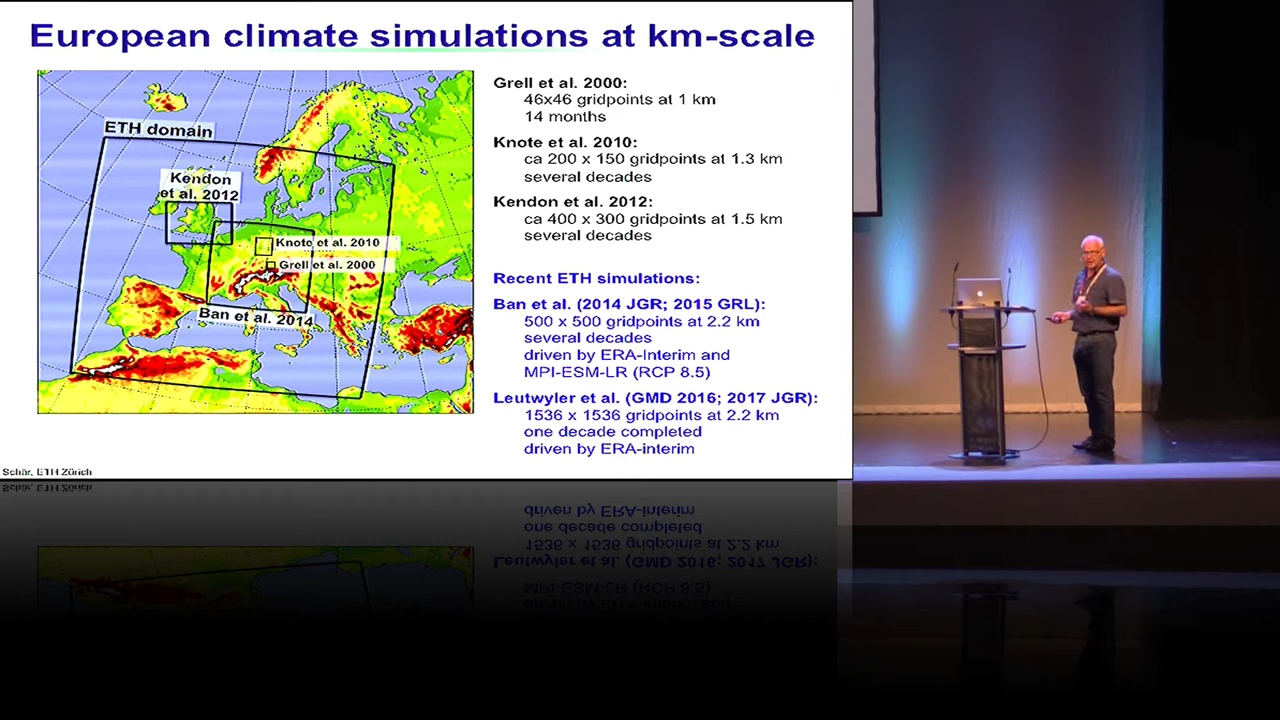 European climate simulations at km-scale
ETH domain
Kendon
et al. 2012
Knote et al. 2010
Grell et al. 2000
Ban et al. 2014
Grell et al. 2000:
46x46 gridpoints at 1 km
14 months
Knote et al. 2010:
ca 200 x 150 gridpoints at 1.3 km
several decades
Kendon et al. 2012:
ca 400 x 300 gridpoints at 1.5 km
several decades
Recent ETH simulations:
Ban et al. (2014 JGR; 2015 GRL):
500 x 500 gridpoints at 2.2 km
several decades
driven by ERA-Interim and
MPI-ESM-LR (RCP 8.5)
Leutwyler et al. (GMD 2016; 2017 JGR):
1536 x 1536 gridpoints at 2.2 km
one decade completed
driven by ERA-interim
Schär, ETH Zürich